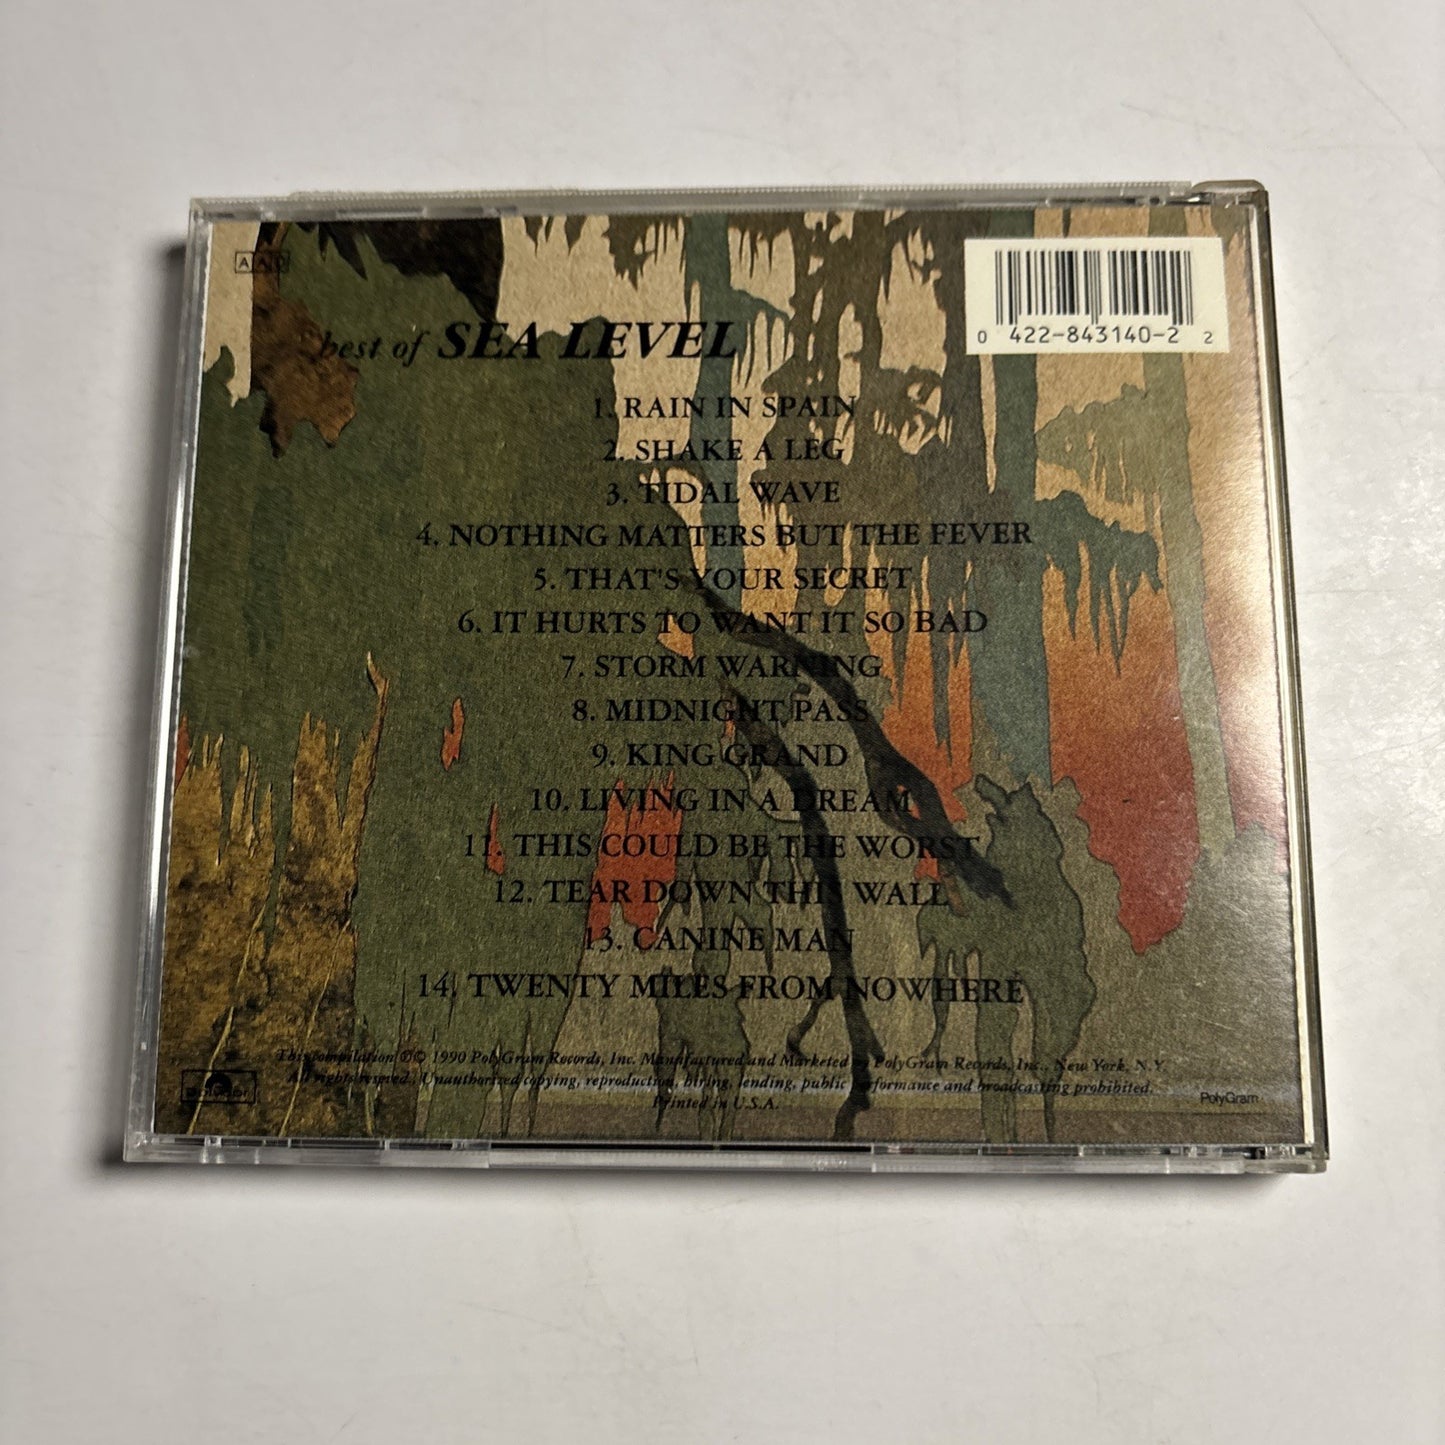 AAD
best of SEA LEVEL
0 422-843140-2 2
1. RAIN IN SPAIN
2. SHAKE A LEG
3. TIDAL WAVE
4. NOTHING MATTERS BUT THE FEVER
5. THAT'S YOUR SECRET
6. IT HURTS TO WANT IT SO BAD
7. STORM WARNING
8. MIDNIGHT PASS
9. KING GRAND
10. LIVING IN A DREAM
11. THIS COULD BE THE WORST
12. TEAR DOWN THIS WALL
13. CANINE MAN
14. TWENTY MILES FROM NOWHERE
This compilation ℗© 1990 PolyGram Records, Inc. Manufactured and Marketed by PolyGram Records, Inc., New York, N.Y.
All rights reserved. Unauthorized copying, reproduction, hiring, lending, public performance and broadcasting prohibited.
Printed in U.S.A.
Polydor
PolyGram